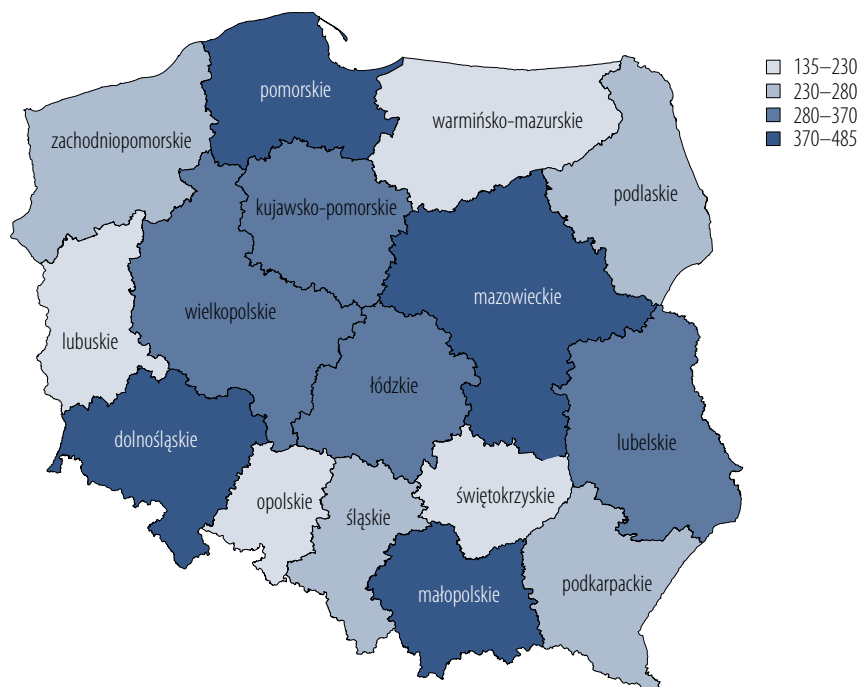 pomorskie
135–230
230–280
280–370
370–485
warmińsko-mazurskie
zachodniopomorskie
podlaskie
kujawsko-pomorskie
mazowieckie
wielkopolskie
lubuskie
łódzkie
dolnośląskie
lubelskie
świętokrzyskie
opolskie
śląskie
podkarpackie
małopolskie